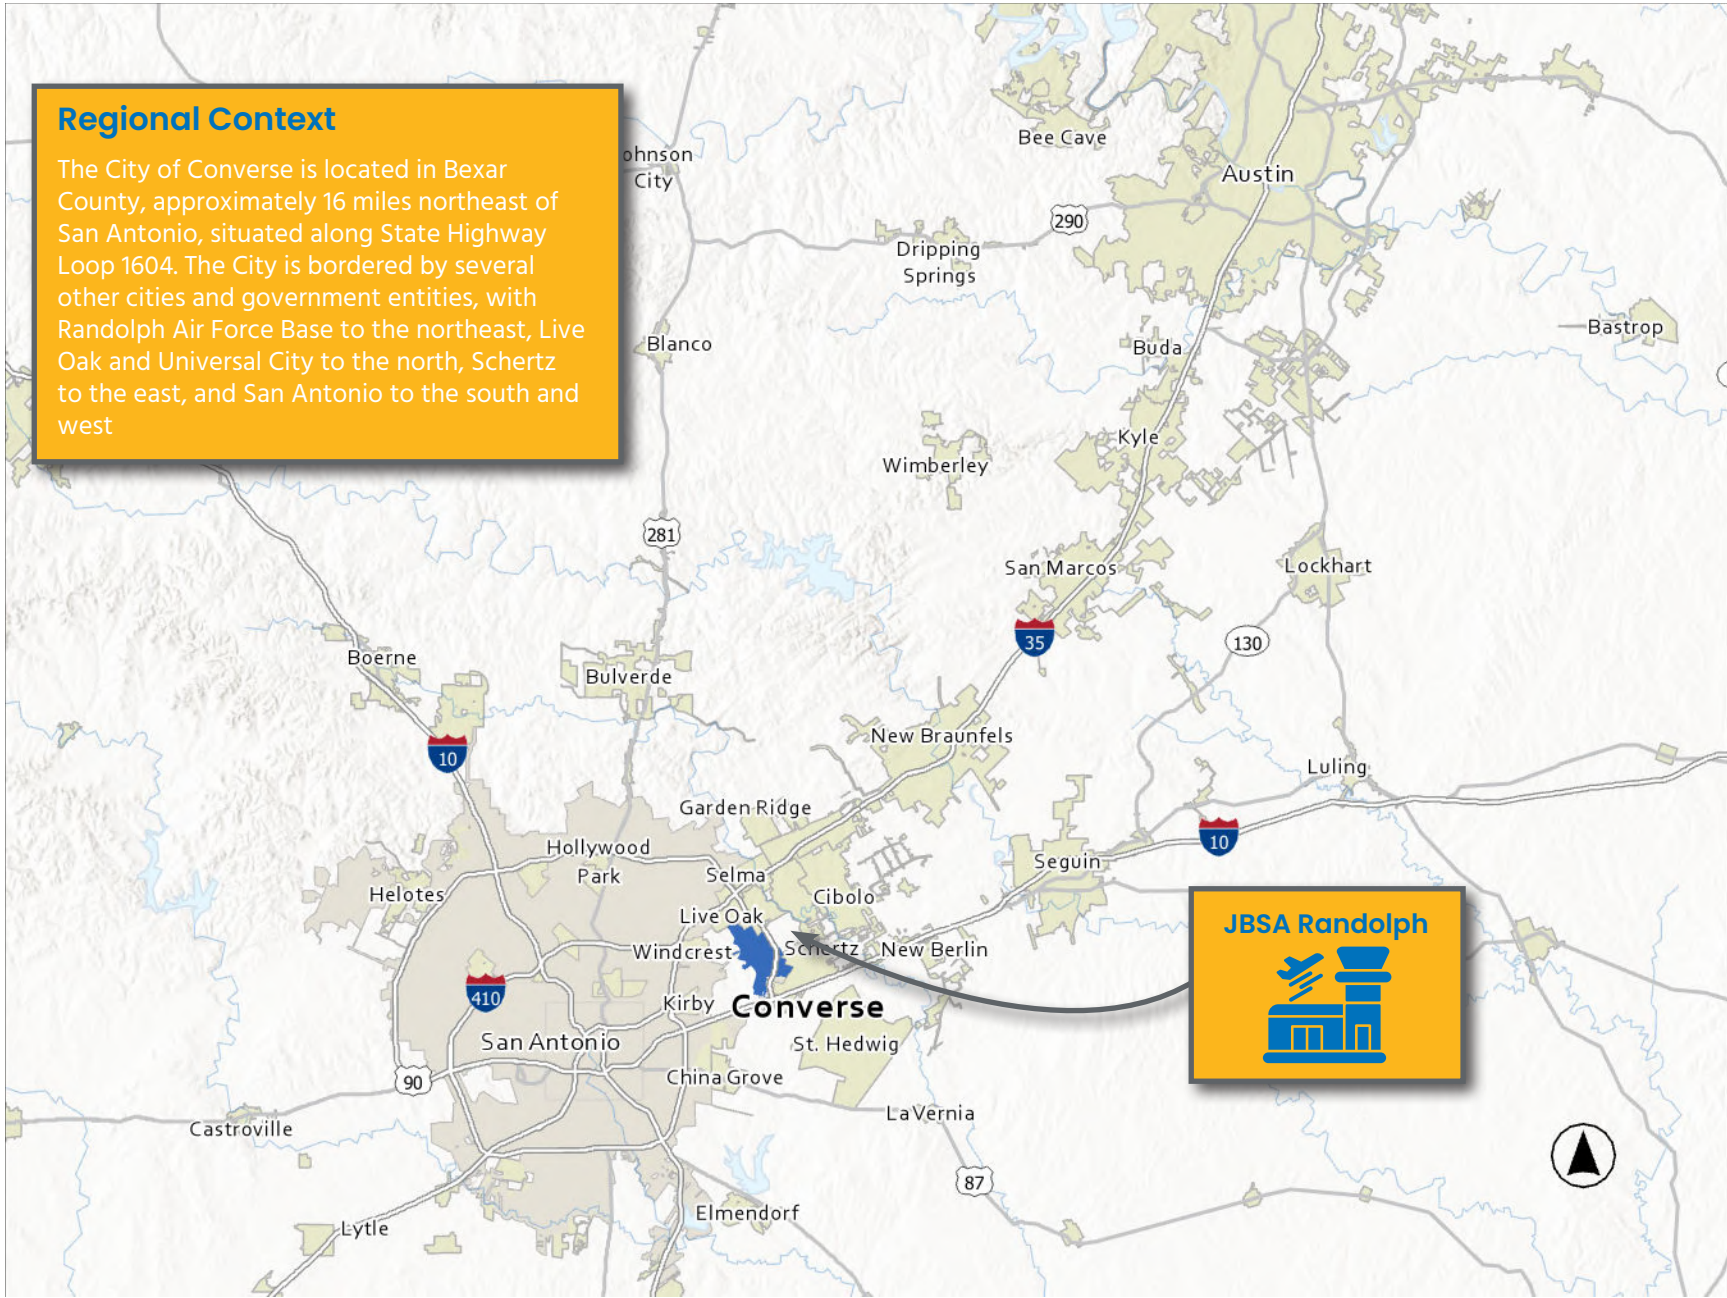 Regional Context
The City of Converse is located in Bexar
County, approximately 16 miles northeast of
San Antonio, situated along State Highway
Loop 1604. The City is bordered by several
other cities and government entities, with
Randolph Air Force Base to the northeast, Live
Oak and Universal City to the north, Schertz
to the east, and San Antonio to the south and
west
ohnson
City
Bee Cave
Austin
290
Dripping
Springs
Bastrop
Blanco
Buda
Kyle
Wimberley
281
San Marcos
Lockhart
35
130
Boerne
Bulverde
New Braunfels
10
Luling
Garden Ridge
10
Hollywood
Park
Seguin
Selma
Helotes
Cibolo
Live Oak
JBSA Randolph
Windcrest
Schertz
New Berlin
410
Kirby
Converse
San Antonio
St. Hedwig
90
China Grove
La Vernia
Castroville
87
Elmendorf
Lytle